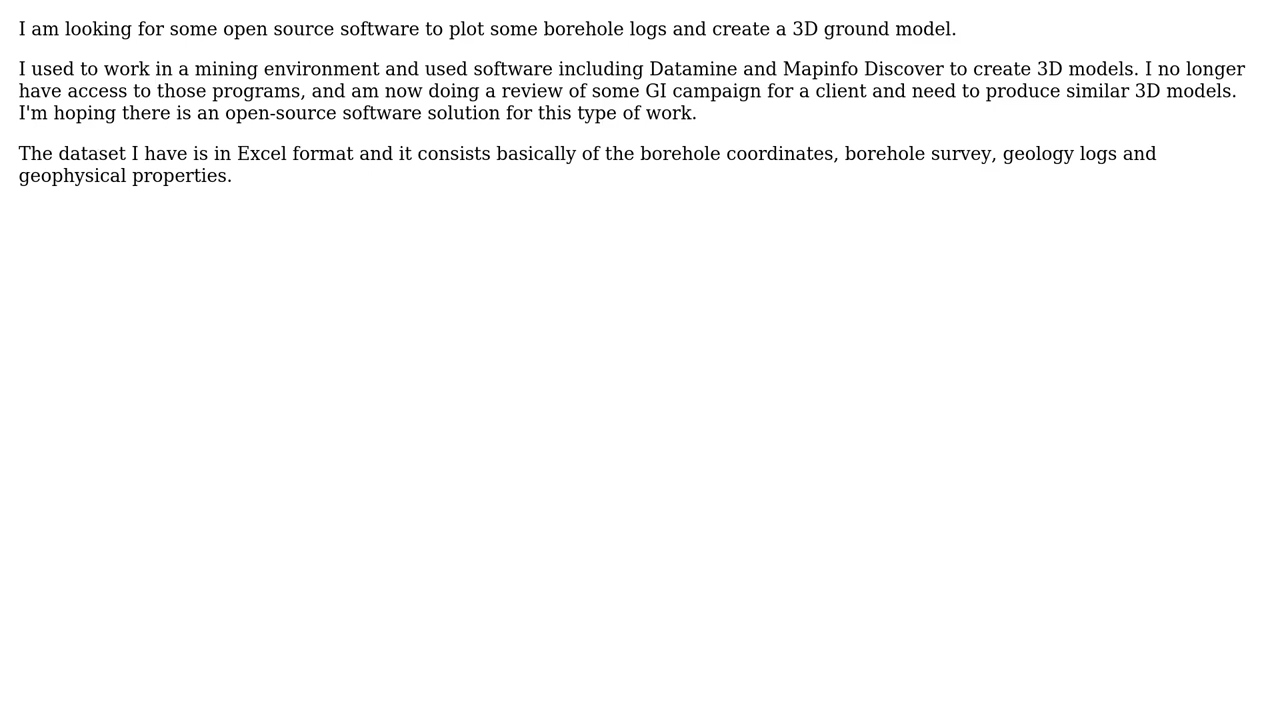 I am looking for some open source software to plot some borehole logs and create a 3D ground model.
I used to work in a mining environment and used software including Datamine and Mapinfo Discover to create 3D models. I no longer
have access to those programs, and am now doing a review of some GI campaign for a client and need to produce similar 3D models.
I'm hoping there is an open-source software solution for this type of work.
The dataset I have is in Excel format and it consists basically of the borehole coordinates, borehole survey, geology logs and
geophysical properties.